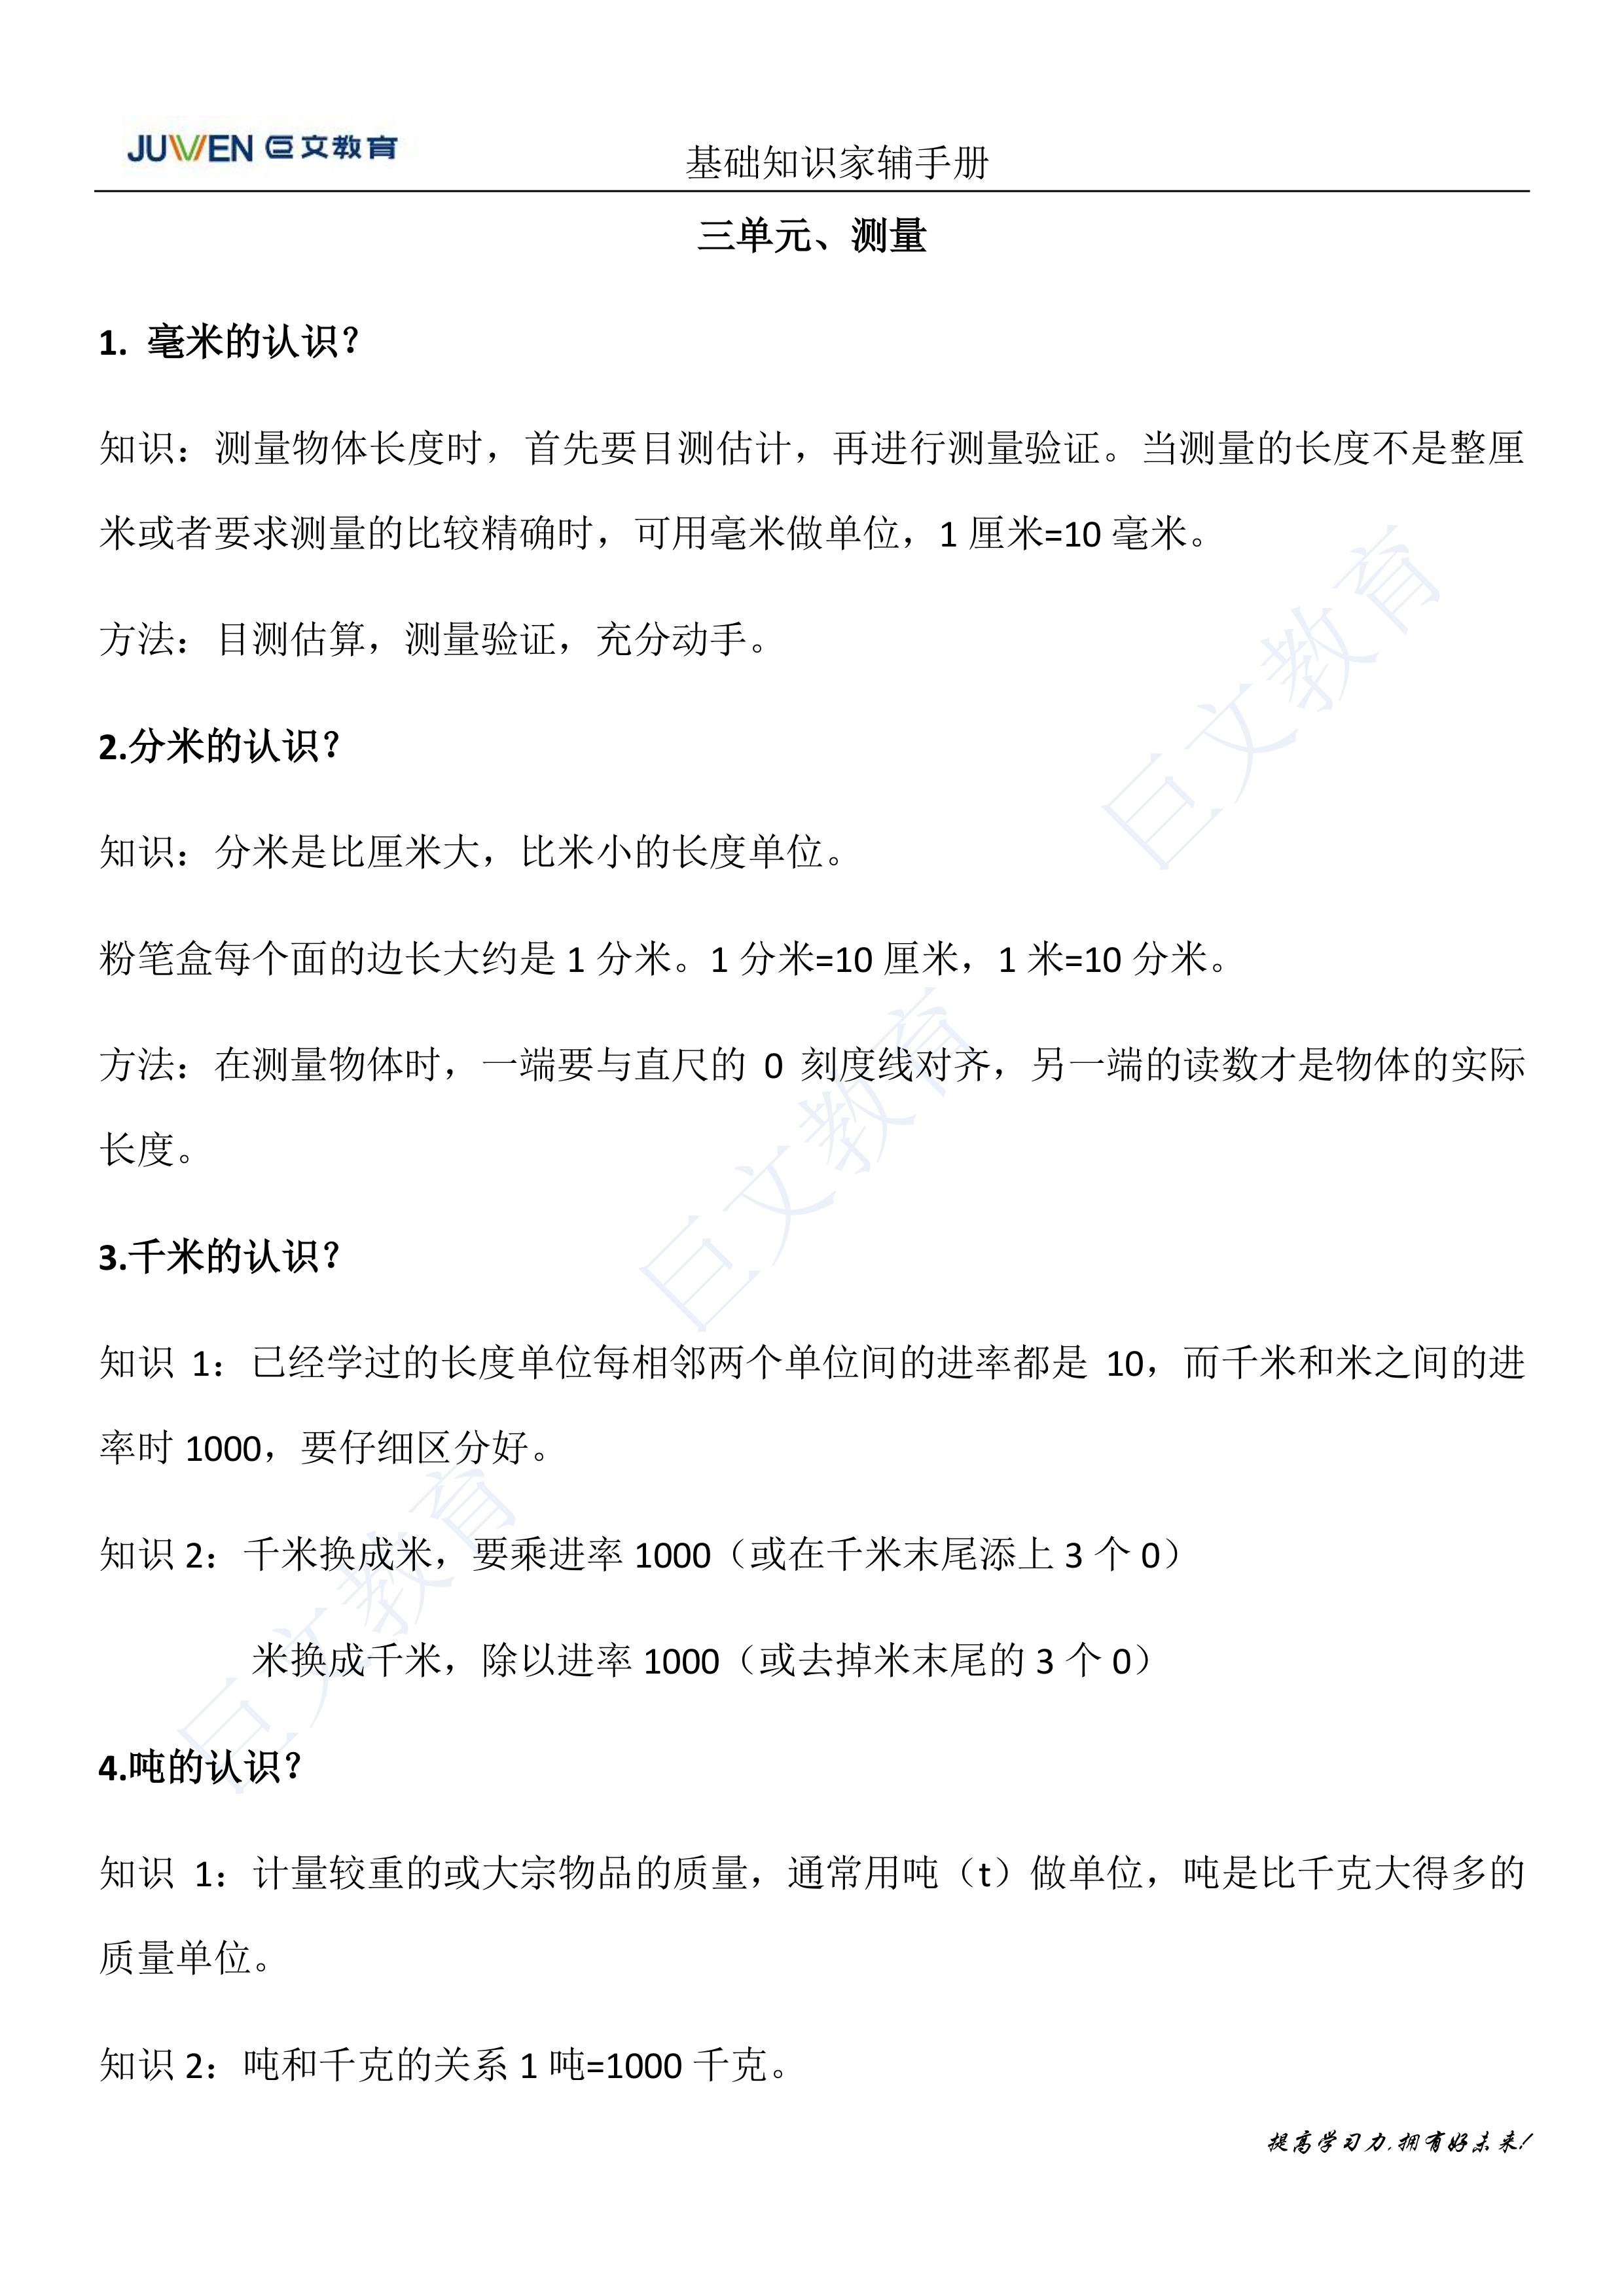 JUWEN 巨文教育
基础知识家辅手册
三单元、测量
1. 毫米的认识？
知识：测量物体长度时，首先要目测估计，再进行测量验证。当测量的长度不是整厘
米或者要求测量的比较精确时，可用毫米做单位，1 厘米=10 毫米。
方法：目测估算，测量验证，充分动手。
2.分米的认识？
知识：分米是比厘米大，比米小的长度单位。
粉笔盒每个面的边长大约是 1 分米。1 分米=10 厘米，1 米=10 分米。
方法：在测量物体时，一端要与直尺的 0 刻度线对齐，另一端的读数才是物体的实际
长度。
3.千米的认识？
知识 1：已经学过的长度单位每相邻两个单位间的进率都是 10，而千米和米之间的进
率时 1000，要仔细区分好。
知识 2：千米换成米，要乘进率 1000（或在千米末尾添上 3 个 0）
米换成千米，除以进率 1000（或去掉米末尾的 3 个 0）
4.吨的认识？
知识 1：计量较重的或大宗物品的质量，通常用吨（t）做单位，吨是比千克大得多的
质量单位。
知识 2：吨和千克的关系 1 吨=1000 千克。
提高学习力,拥有好未来!
巨文教育
巨文教育
巨文教育